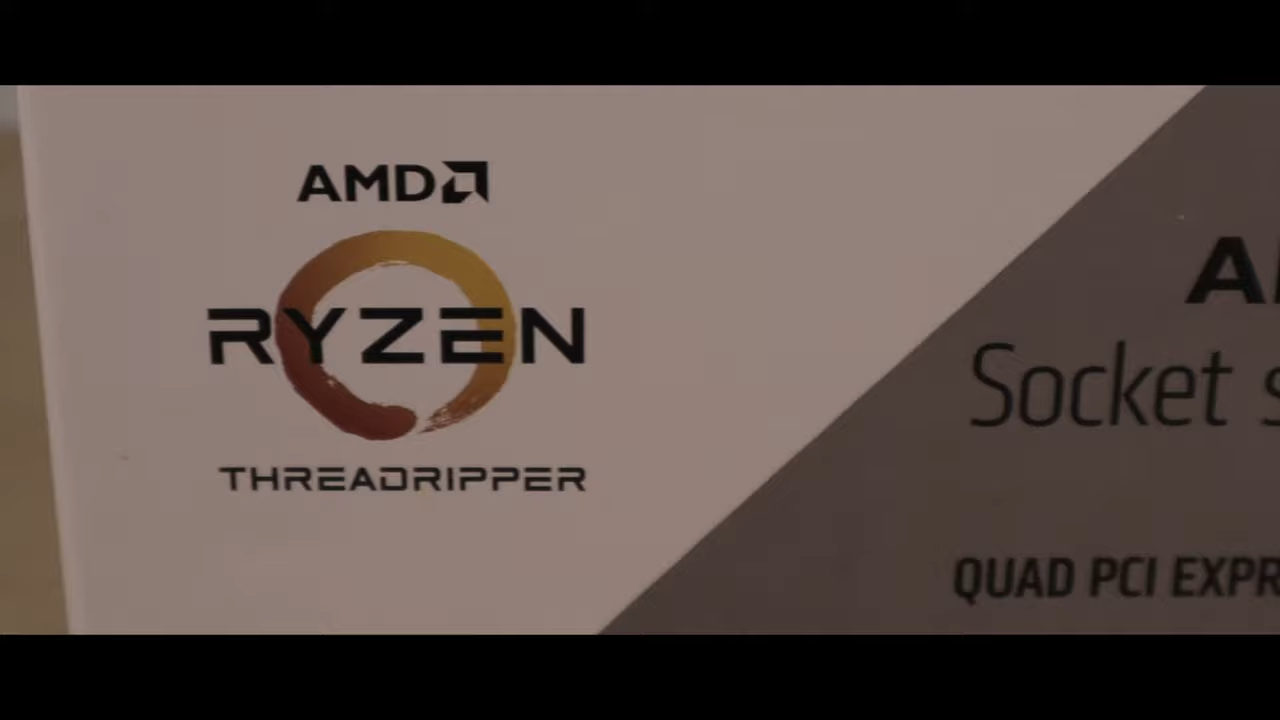 AMD
RYZEN
THREADRIPPER
Socket
QUAD PCI